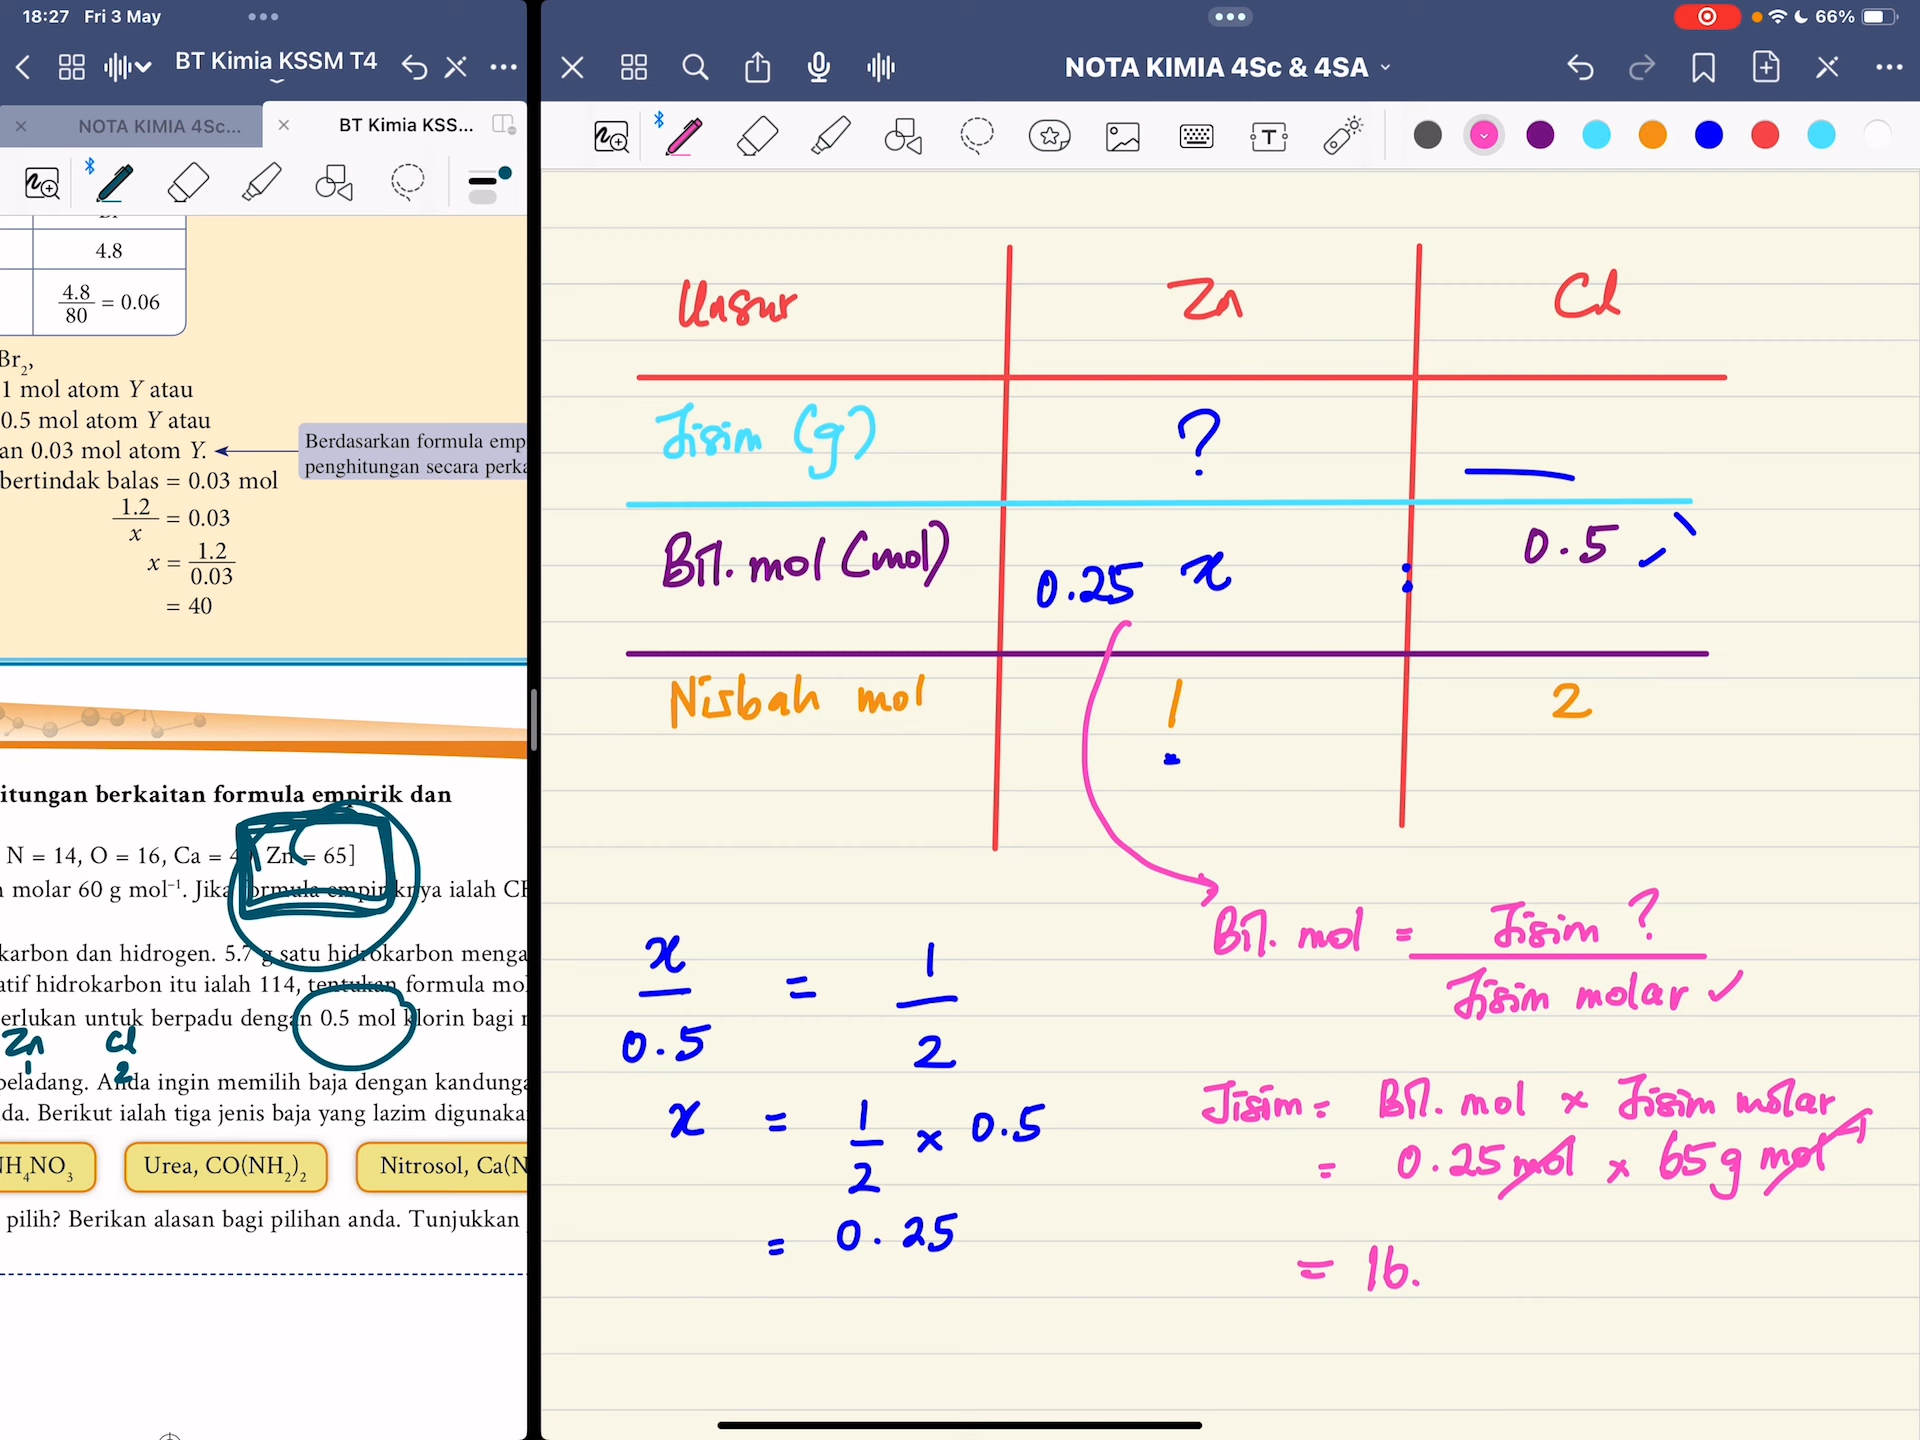 18:27 Fri 3 May
BT Kimia KSSM T4
NOTA KIMIA 4Sc...
BT Kimia KSS...
4.8
4.8/80 = 0.06
Br₂,
1 mol atom Y atau
0.5 mol atom Y atau
an 0.03 mol atom Y.
Berdasarkan formula emp
penghitungan secara perka
bertindak balas = 0.03 mol
1.2/x = 0.03
x = 1.2/0.03
= 40
itungan berkaitan formula empirik dan
N = 14, O = 16, Ca = 4 Zn = 65]
molar 60 g mol⁻¹. Jika formula empiriknya ialah CH
karbon dan hidrogen. 5.7 g satu hidrokarbon menga
atif hidrokarbon itu ialah 114, tentukan formula mo
erlukan untuk berpadu dengan 0.5 mol klorin bagi
Zn Cl
1 2
peladang. Anda ingin memilih baja dengan kandunga
da. Berikut ialah tiga jenis baja yang lazim digunaka
NH₄NO₃ Urea, CO(NH₂)₂ Nitrosol, Ca(N
pilih? Berikan alasan bagi pilihan anda. Tunjukkan
66%
NOTA KIMIA 4Sc & 4SA
T
Unsur Zn Cl
Jisim (g) ? —
Bil. mol (mol) 0.25 x : 0.5
Nisbah mol 1 2
x/0.5 = 1/2
x = 1/2 × 0.5
= 0.25
Bil. mol = Jisim ?/Jisim molar ✓
Jisim = Bil. mol × Jisim molar
= 0.25 mol × 65 g mol⁻¹
= 16.